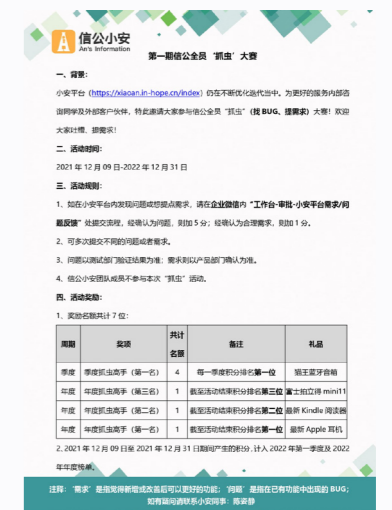 信公小安
An's Information
第一期信公全员‘抓虫’大赛
一、背景：
小安平台（https://xiaoan.in-hope.cn/index）仍在不断优化迭代当中。为更好的服务内部咨
询同学及外部客户伙伴，特此邀请大家参与信公全员“抓虫”（找 BUG、提需求）大赛！欢迎
大家吐槽、提需求！
二、活动时间：
2021 年 12 月 09 日-2022 年 12 月 31 日
三、活动规则：
1、如在小安平台内发现问题或想提点需求，请在企业微信内“工作台-审批-小安平台需求/问
题反馈”处提交流程，经确认为问题，则加 5 分；经确认为合理需求，则加 1 分。
2、可多次提交不同的问题或者需求。
3、问题以测试部门验证结果为准；需求则以产品部门确认为准。
4、信公小安团队成员不参与本次“抓虫”活动。
四、活动奖励：
1、奖励名额共计 7 位：
周期 奖项 共计名额 备注 礼品
季度 季度抓虫高手（第一名） 4 每一季度积分排名第一位 猫王蓝牙音箱
年度 年度抓虫高手（第三名） 1 截至活动结束积分排名第三位 富士拍立得 mini11
年度 年度抓虫高手（第二名） 1 截至活动结束积分排名第二位 最新 Kindle 阅读器
年度 年度抓虫高手（第一名） 1 截至活动结束积分排名第一位 最新 Apple 耳机
2、2021 年 12 月 09 日至 2021 年 12 月 31 日期间产生的积分，计入 2022 年第一季度及 2022
年年度榜单。
注释：‘需求’是指觉得新增或改善后可以更好的功能；‘问题’是指在已有功能中出现的 BUG；
如有疑问请联系小安同事：陈姿静